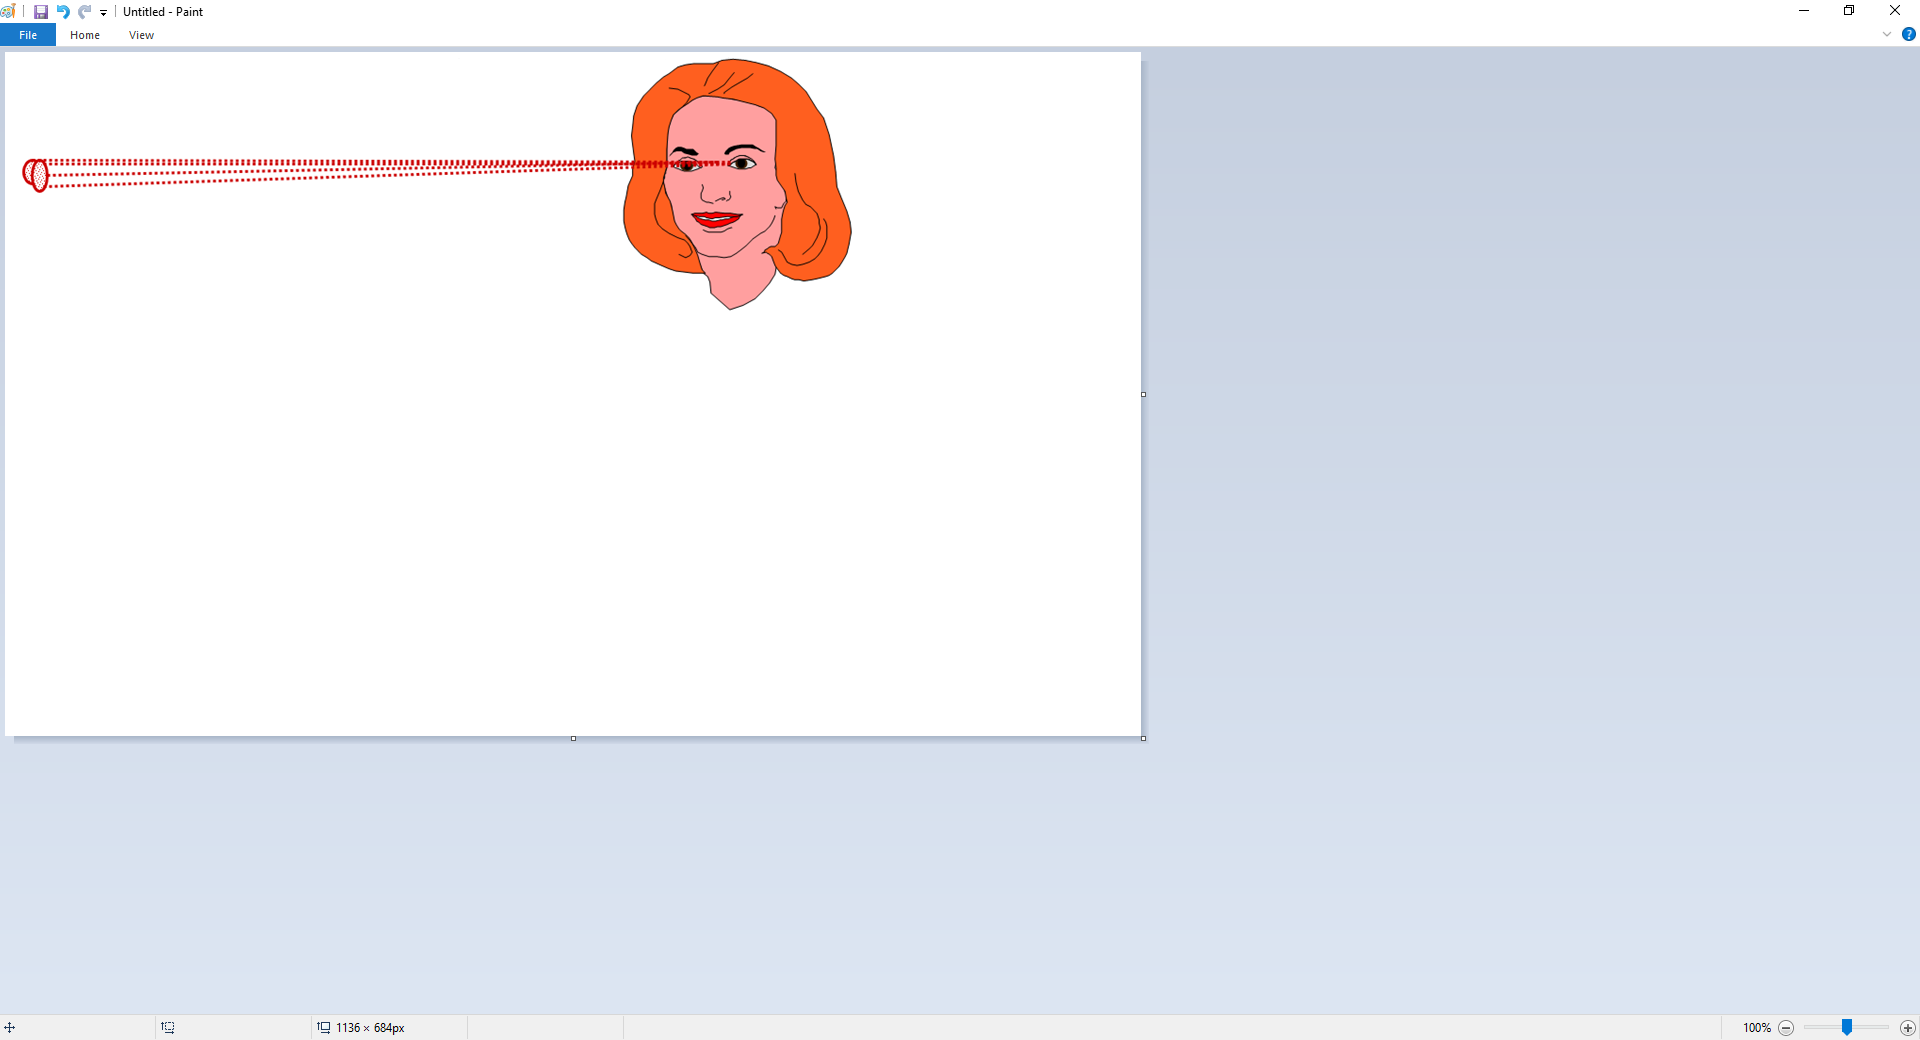 Untitled - Paint
File Home View
1136 × 684px 100%